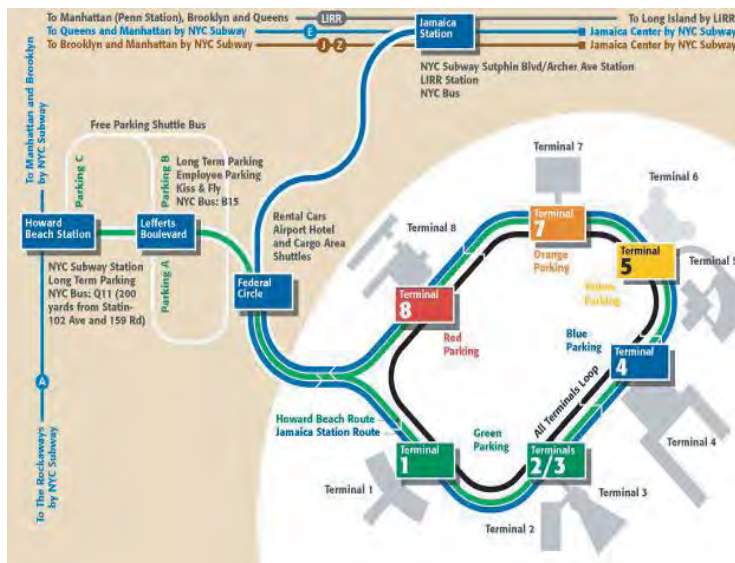 To Manhattan (Penn Station), Brooklyn and Queens
LIRR
To Long Island by LIRR
To Queens and Manhattan by NYC Subway
E
Jamaica Center by NYC Subway
To Brooklyn and Manhattan by NYC Subway
J Z
Jamaica Center by NYC Subway
Jamaica
Station
NYC Subway Sutphin Blvd/Archer Ave Station
LIRR Station
NYC Bus
To Manhattan and Brooklyn
by NYC Subway
Free Parking Shuttle Bus
Parking C
Parking B
Long Term Parking
Employee Parking
Kiss & Fly
NYC Bus: B15
Howard
Beach Station
Lefferts
Boulevard
Parking A
NYC Subway Station
Long Term Parking
NYC Bus: Q11 (200
yards from Statin-
102 Ave and 159 Rd)
Rental Cars
Airport Hotel
and Cargo Area
Shuttles
Federal
Circle
A
To The Rockaways
by NYC Subway
Terminal 7
Terminal 6
Terminal 8
Terminal
7
Orange
Parking
Terminal
5
Yellow
Parking
Terminal 5
Terminal
8
Red
Parking
Blue
Parking
Terminal
4
All Terminals Loop
Howard Beach Route
Jamaica Station Route
Green
Parking
Terminal
1
Terminals
2/3
Terminal 4
Terminal 1
Terminal 3
Terminal 2